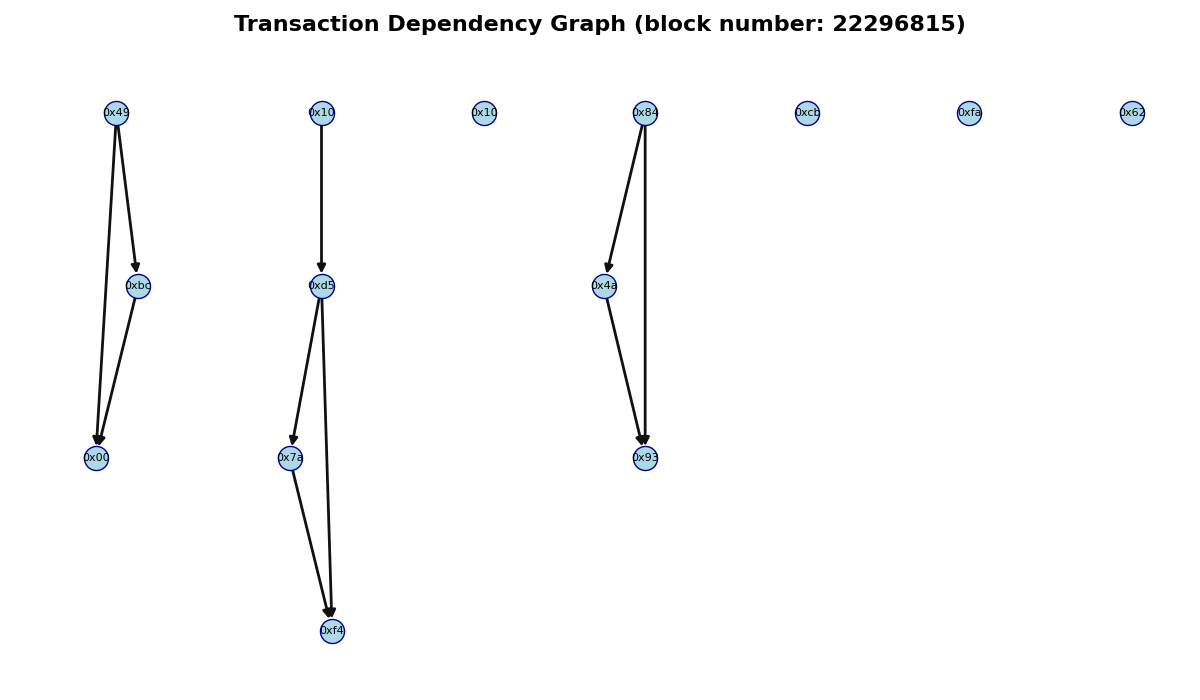 Transaction Dependency Graph (block number: 22296815)
0x49
0x10
0x10
0x84
0xcb
0xfa
0x62
0xbc
0xd5
0x4a
0x00
0x7a
0x93
0xf4